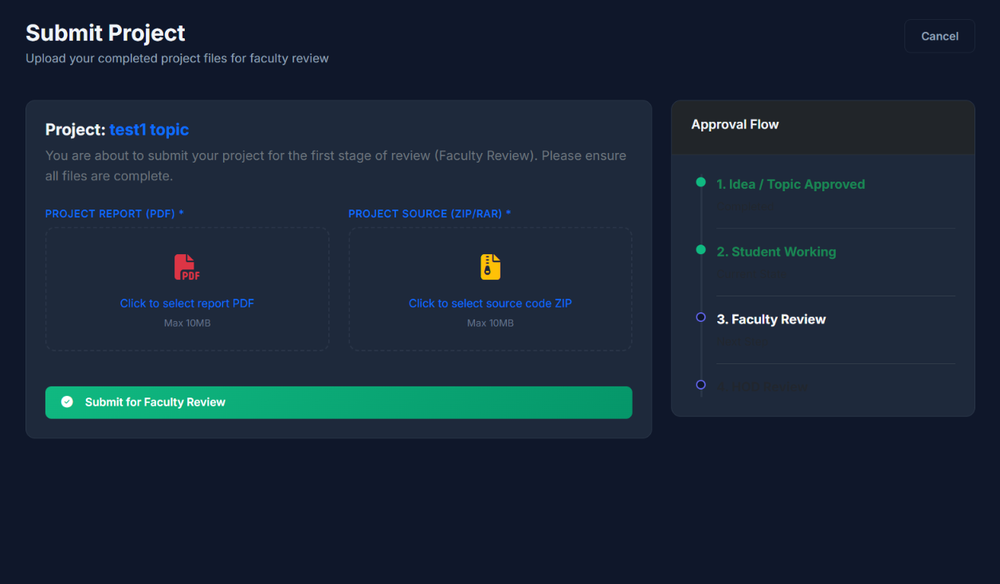 Submit Project
Upload your completed project files for faculty review
Cancel
Project: test1 topic
You are about to submit your project for the first stage of review (Faculty Review). Please ensure
all files are complete.
PROJECT REPORT (PDF) *
PDF
Click to select report PDF
Max 10MB
PROJECT SOURCE (ZIP/RAR) *
Click to select source code ZIP
Max 10MB
Submit for Faculty Review
Approval Flow
1. Idea / Topic Approved
2. Student Working
3. Faculty Review
4. HOD Review